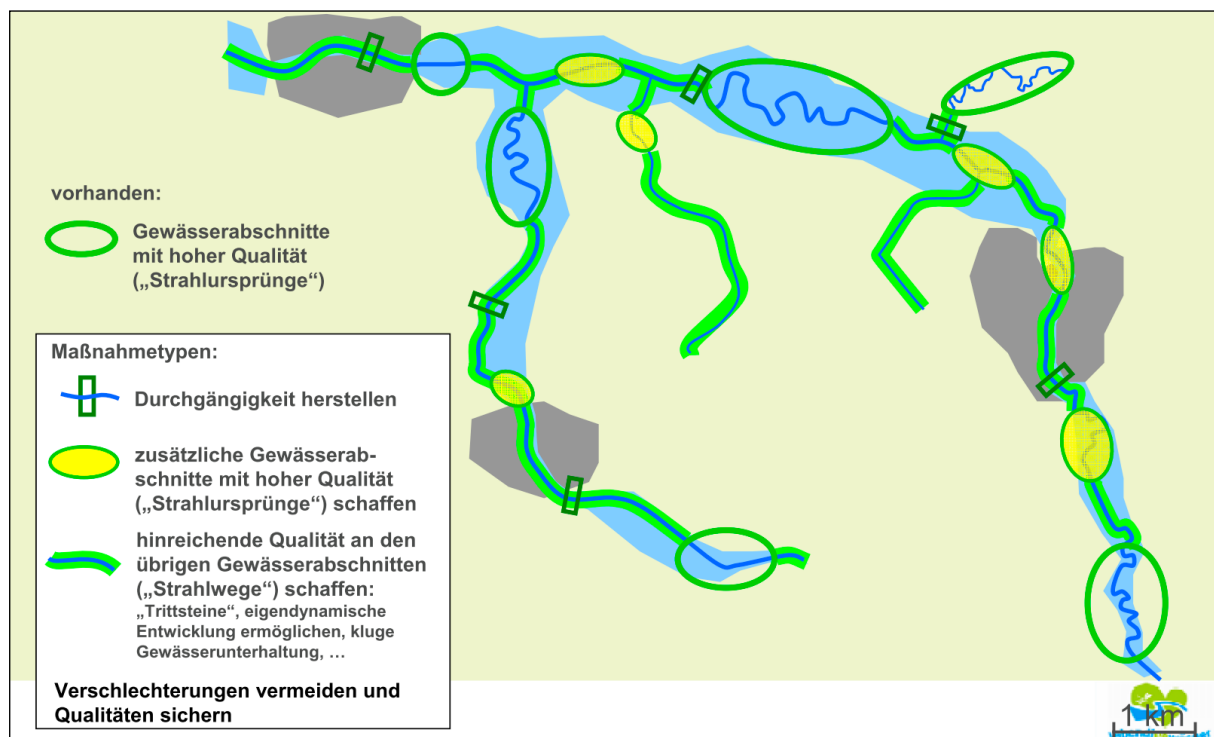 vorhanden:
Gewässerabschnitte
mit hoher Qualität
(„Strahlursprünge“)
Maßnahmetypen:
Durchgängigkeit herstellen
zusätzliche Gewässerab-
schnitte mit hoher Qualität
(„Strahlursprünge“) schaffen
hinreichende Qualität an den
übrigen Gewässerabschnitten
(„Strahlwege“) schaffen:
„Trittsteine“, eigendynamische
Entwicklung ermöglichen, kluge
Gewässerunterhaltung, …
Verschlechterungen vermeiden und
Qualitäten sichern
1 km